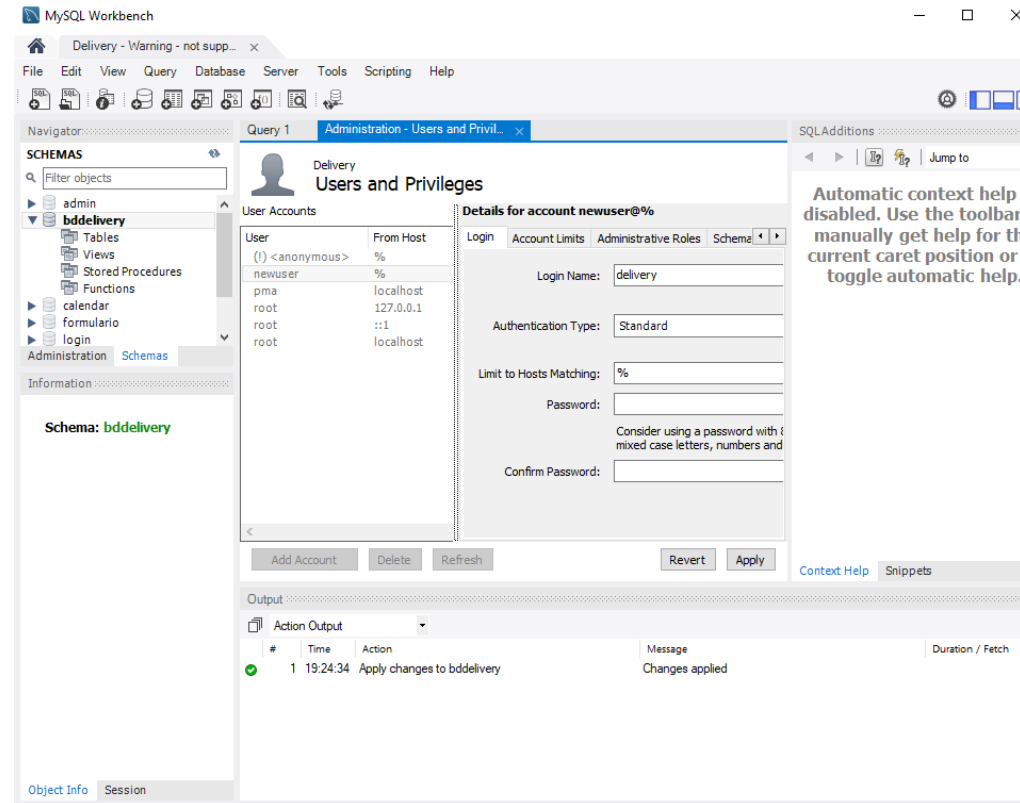 MySQL Workbench
Delivery - Warning - not supp...
File Edit View Query Database Server Tools Scripting Help
Navigator
SCHEMAS
Filter objects
admin
bddelivery
Tables
Views
Stored Procedures
Functions
calendar
formulario
login
Administration Schemas
Information
Schema: bddelivery
Object Info Session
Query 1 Administration - Users and Privil...
Delivery
Users and Privileges
User Accounts
User From Host
(!) <anonymous> %
newuser %
pma localhost
root 127.0.0.1
root ::1
root localhost
Add Account Delete Refresh
Details for account newuser@%
Login Account Limits Administrative Roles Schema
Login Name: delivery
Authentication Type: Standard
Limit to Hosts Matching: %
Password:
Consider using a password with
mixed case letters, numbers and
Confirm Password:
Revert Apply
SQLAdditions
Jump to
Automatic context help
disabled. Use the toolbar
manually get help for
current caret position or
toggle automatic help.
Context Help Snippets
Output
Action Output
# Time Action Message Duration / Fetch
1 19:24:34 Apply changes to bddelivery Changes applied